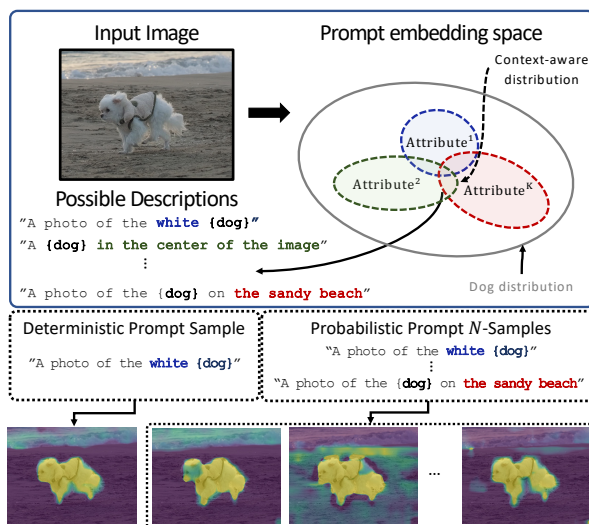 Input Image
Prompt embedding space
Context-aware
distribution
Attribute¹
Attribute²
Attributeᴷ
Possible Descriptions
"A photo of the white {dog}"
"A {dog} in the center of the image"
⋮
"A photo of the {dog} on the sandy beach"
Dog distribution
Deterministic Prompt Sample
"A photo of the white {dog}"
Probabilistic Prompt N-Samples
"A photo of the white {dog}"
⋮
"A photo of the {dog} on the sandy beach"
...